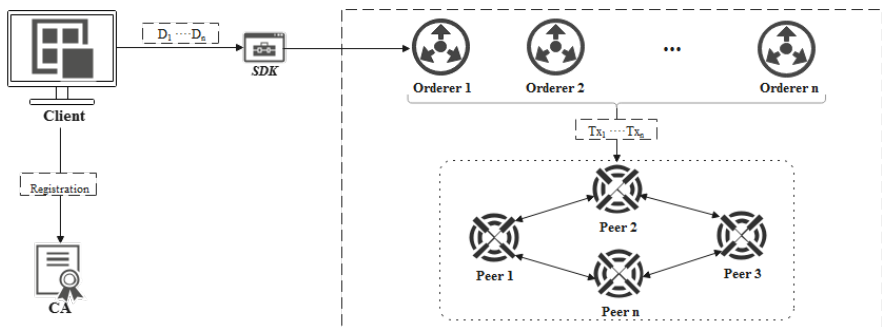 D₁ ····Dₙ
SDK
Client
Orderer 1
Orderer 2
...
Orderer n
Tx₁ ····Txₙ
Registration
Peer 2
Peer 1
Peer 3
Peer n
CA